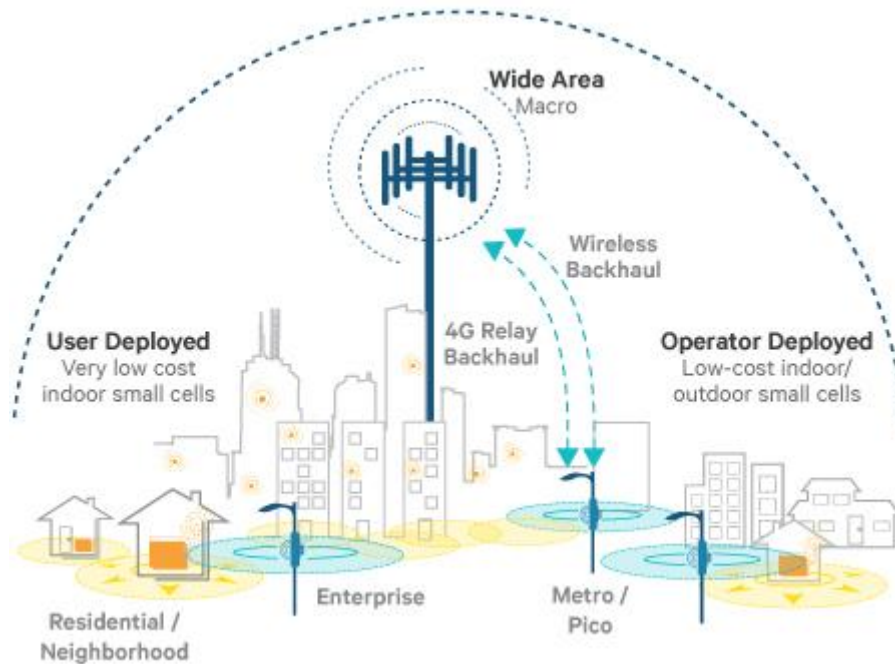 Wide Area
Macro
Wireless
Backhaul
4G Relay
Backhaul
User Deployed
Very low cost
indoor small cells
Operator Deployed
Low-cost indoor/
outdoor small cells
Enterprise
Metro /
Pico
Residential /
Neighborhood